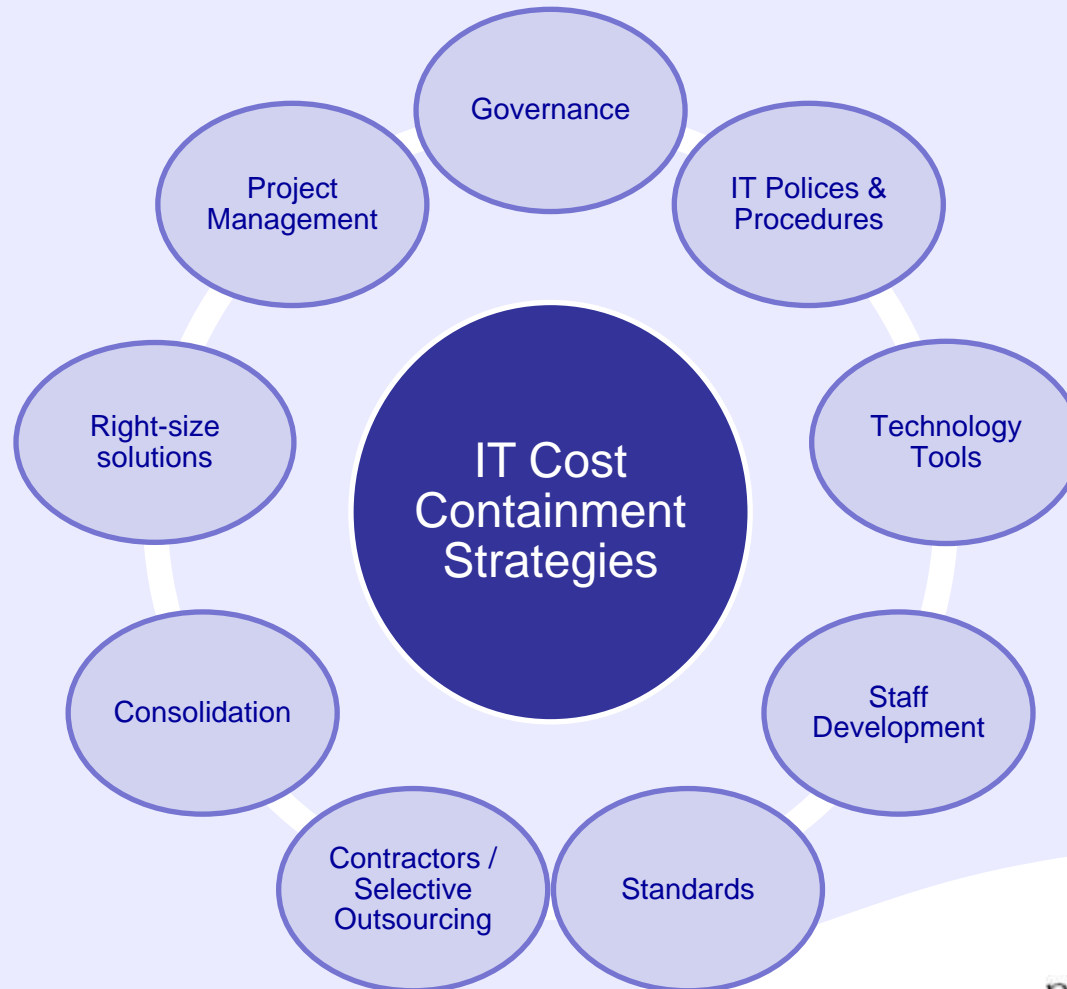 Governance
IT Polices &
Procedures
Technology
Tools
Staff
Development
Standards
Contractors /
Selective
Outsourcing
Consolidation
Right-size
solutions
Project
Management
IT Cost
Containment
Strategies